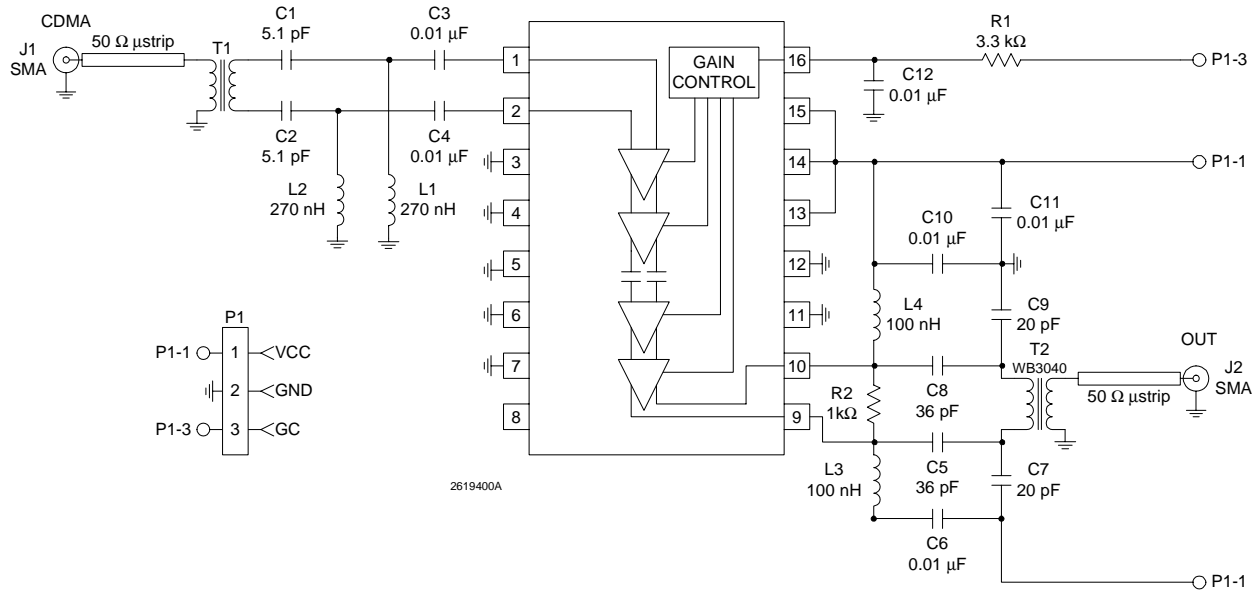 CDMA
J1
SMA
50 Ω µstrip
T1
C1
5.1 pF
C3
0.01 µF
C2
5.1 pF
C4
0.01 µF
L2
270 nH
L1
270 nH
1
2
3
4
5
6
7
8
GAIN
CONTROL
16
15
14
13
12
11
10
9
R1
3.3 kΩ
P1-3
C12
0.01 µF
P1-1
C10
0.01 µF
C11
0.01 µF
L4
100 nH
C9
20 pF
T2
WB3040
OUT
J2
SMA
50 Ω µstrip
C8
36 pF
R2
1kΩ
C5
36 pF
C7
20 pF
L3
100 nH
C6
0.01 µF
P1-1
P1
P1-1
1
VCC
2
GND
P1-3
3
GC
2619400A